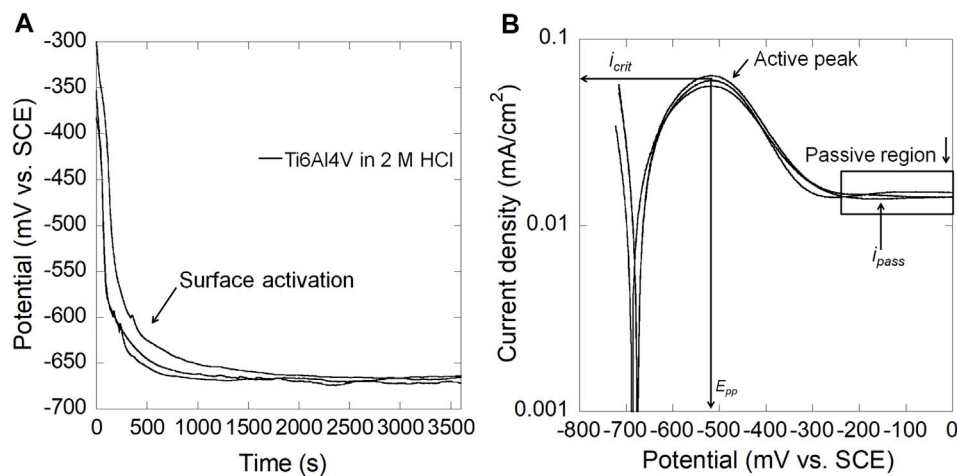 A
-300
-350
-400
-450
-500
-550
-600
-650
-700
Potential (mV vs. SCE)
Ti6Al4V in 2 M HCl
Surface activation
0 500 1000 1500 2000 2500 3000 3500
Time (s)
B
0.1
0.01
0.001
Current density (mA/cm²)
icrit
Active peak
Passive region
ipass
Epp
-800 -700 -600 -500 -400 -300 -200 -100 0
Potential (mV vs. SCE)